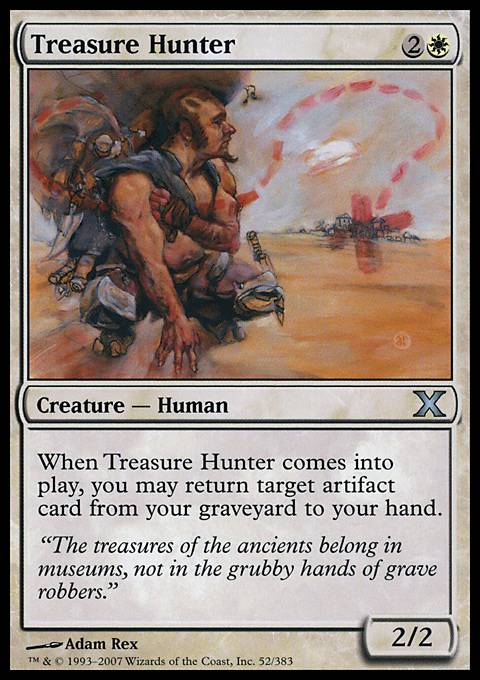 Treasure Hunter 2
Creature — Human X
When Treasure Hunter comes into
play, you may return target artifact
card from your graveyard to your hand.
“The treasures of the ancients belong in
museums, not in the grubby hands of grave
robbers.”
Adam Rex
2/2
™ & © 1993–2007 Wizards of the Coast, Inc. 52/383